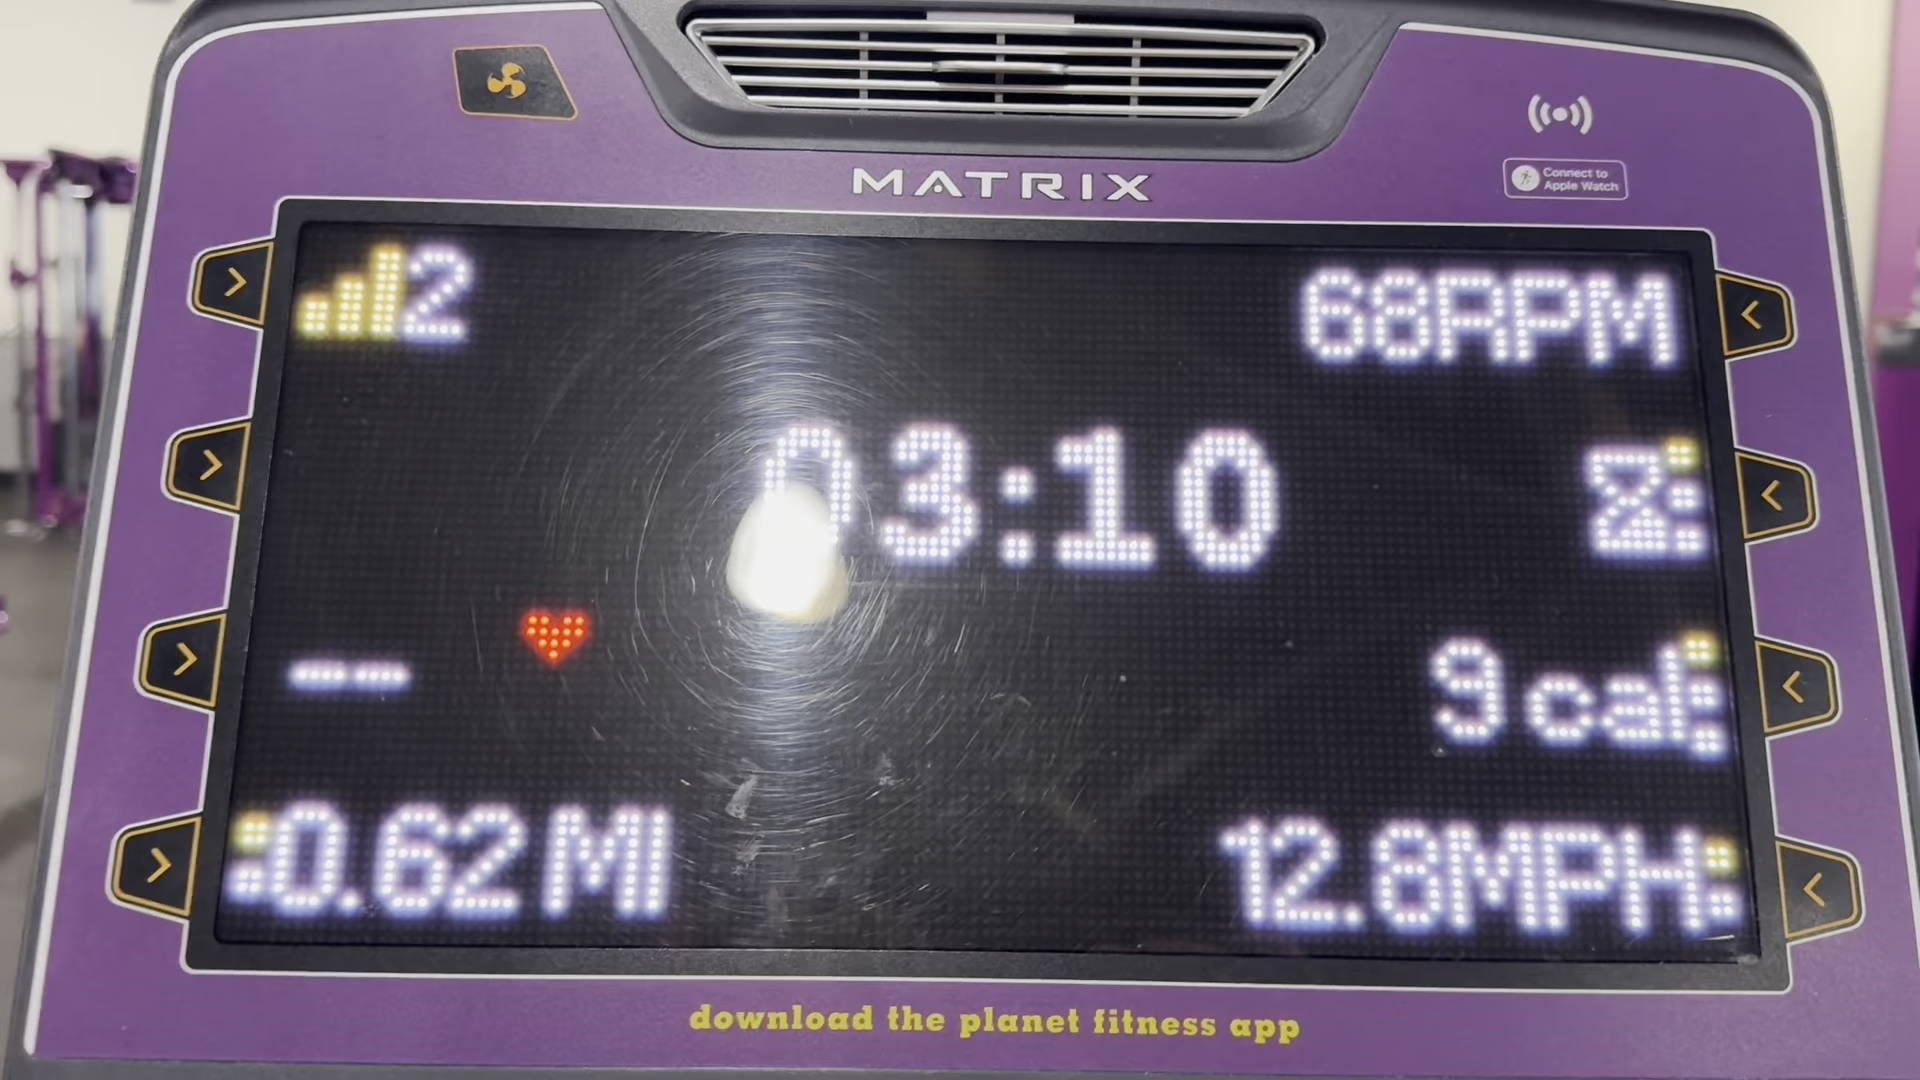 MATRIX
Connect to
Apple Watch
2
68RPM
03:10
--
9 cal
0.62 MI
12.8MPH
download the planet fitness app